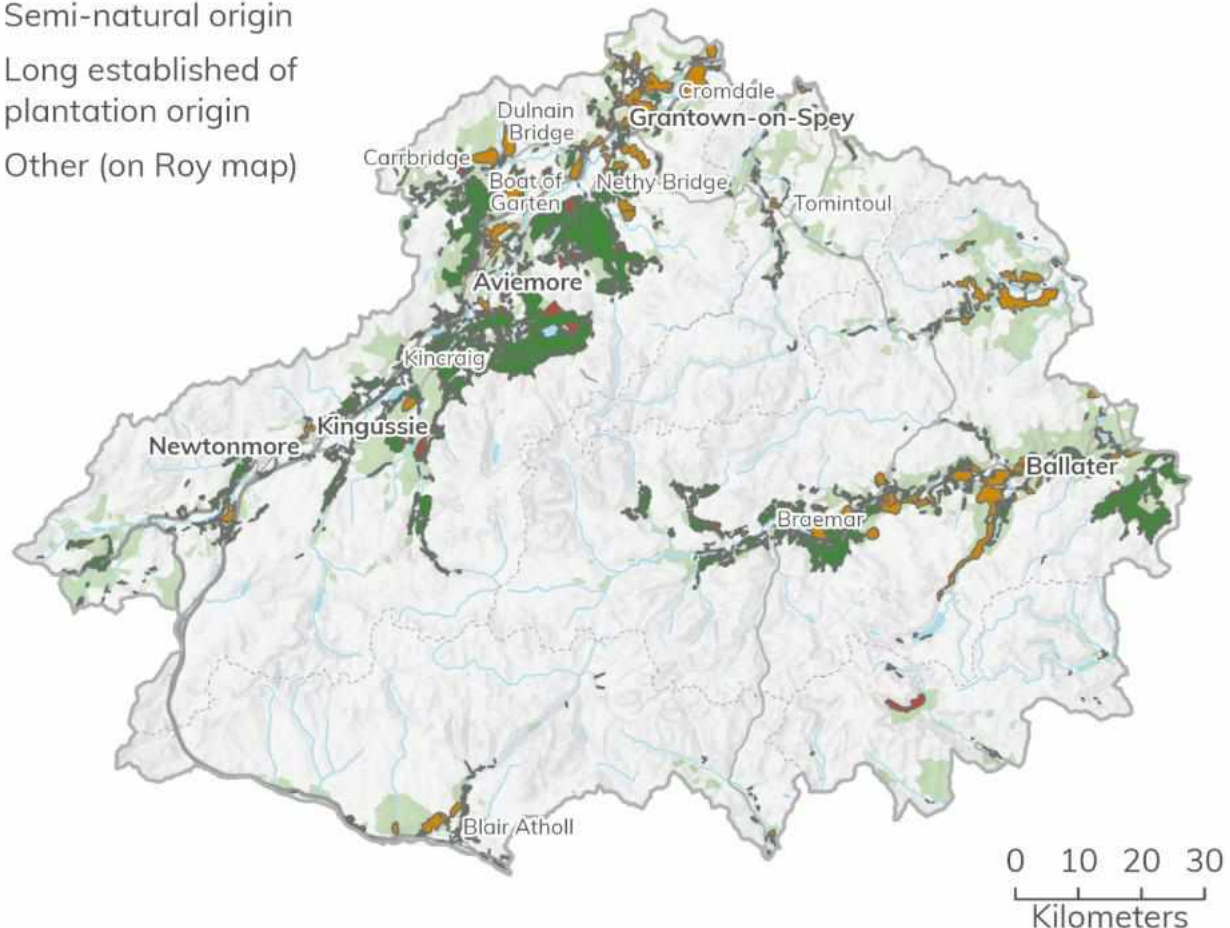 Semi-natural origin
Long established of
plantation origin
Other (on Roy map)
Cromdale
Grantown-on-Spey
Dulnain
Bridge
Carrbridge
Boat of
Garten
Nethy Bridge
Tomintoul
Aviemore
Kincraig
Kingussie
Newtonmore
Ballater
Braemar
Blair Atholl
0 10 20 30
Kilometers